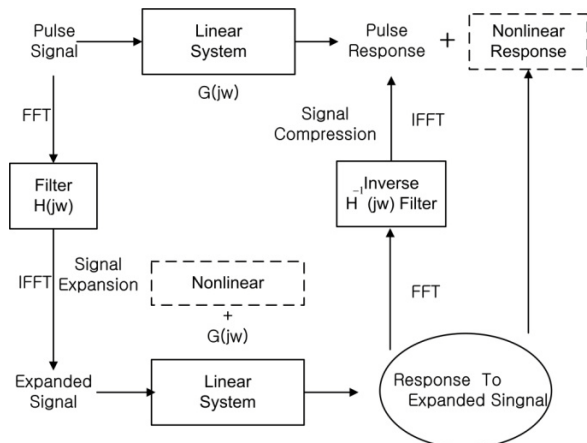 Pulse
Signal
Linear
System
G(jw)
Pulse
Response
+
Nonlinear
Response
FFT
Signal
Compression
IFFT
Filter
H(jw)
Inverse
H⁻¹(jw) Filter
IFFT
Signal
Expansion
Nonlinear
+
G(jw)
FFT
Expanded
Signal
Linear
System
Response To
Expanded Singnal